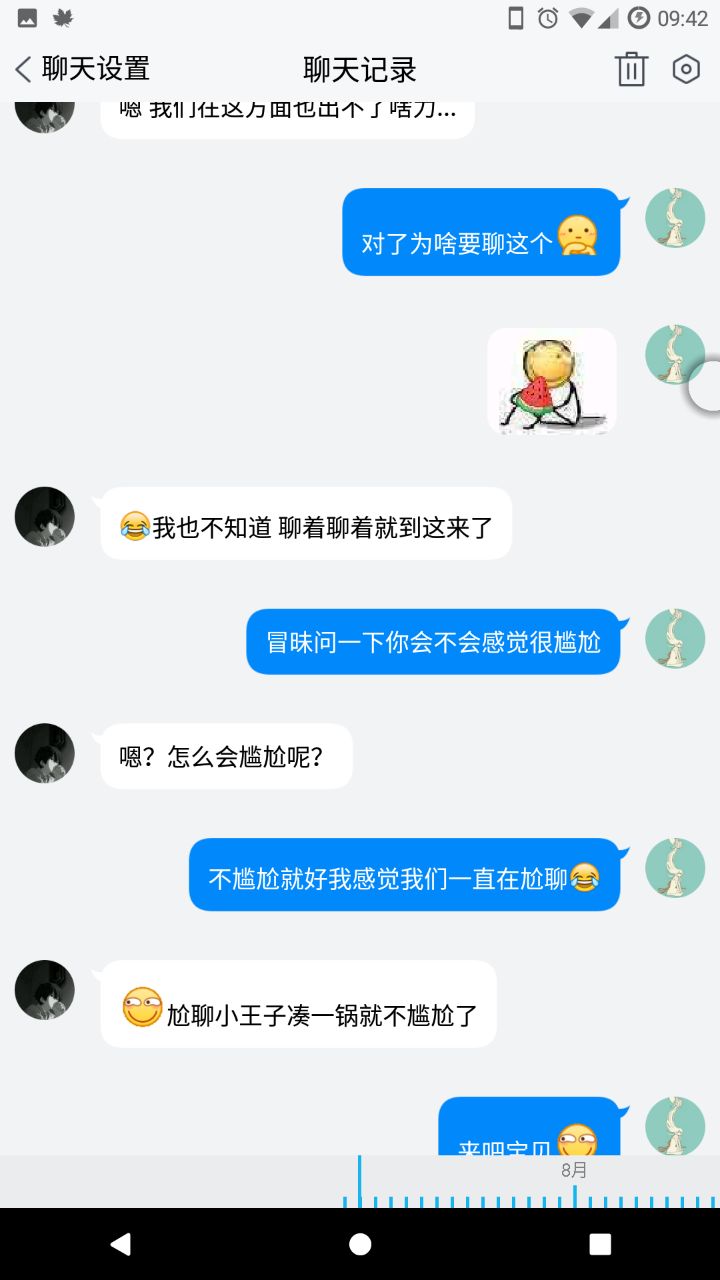 09:42
聊天设置
聊天记录
嗯 我们在这方面也出不了啥力...
对了为啥要聊这个
我也不知道 聊着聊着就到这来了
冒昧问一下你会不会感觉很尴尬
嗯？怎么会尴尬呢？
不尴尬就好我感觉我们一直在尬聊
尬聊小王子凑一锅就不尴尬了
来吧宝贝
8月